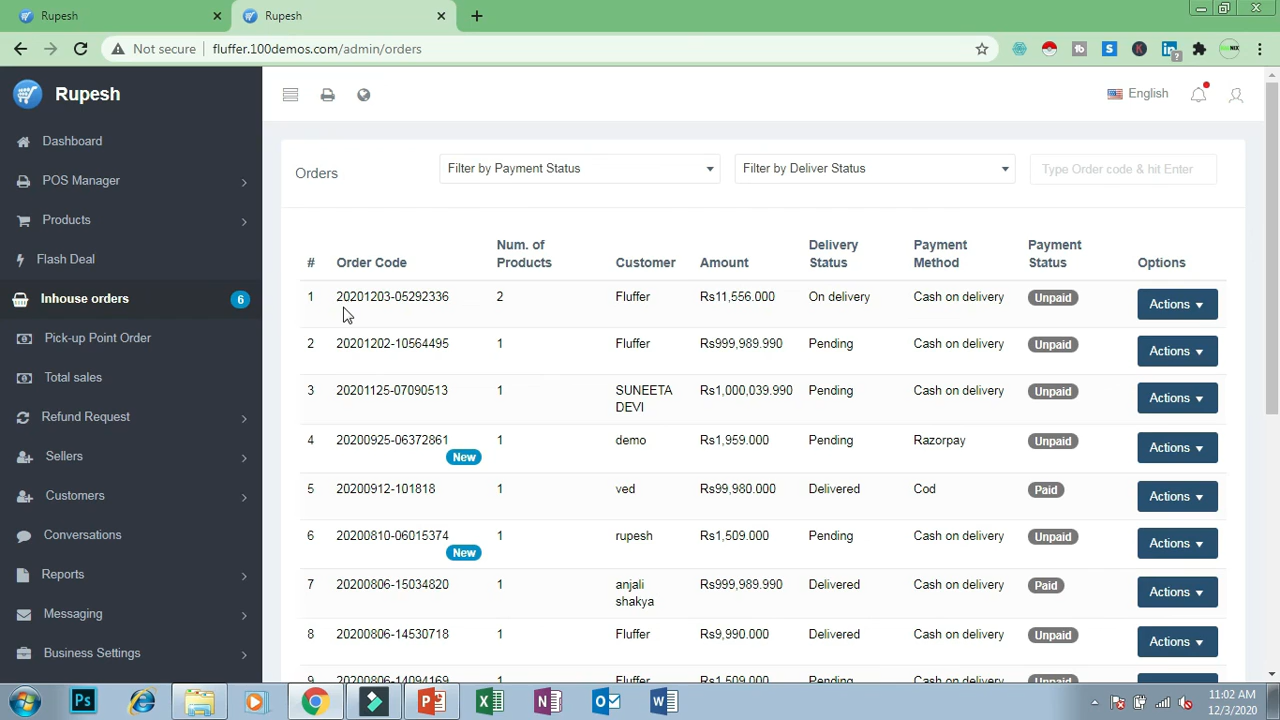 Rupesh
Rupesh
Not secure fluffer.100demos.com/admin/orders
Rupesh
English
Dashboard
POS Manager
Products
Flash Deal
Inhouse orders 6
Pick-up Point Order
Total sales
Refund Request
Sellers
Customers
Conversations
Reports
Messaging
Business Settings
Orders Filter by Payment Status Filter by Deliver Status Type Order code & hit Enter
# Order Code Num. of Products Customer Amount Delivery Status Payment Method Payment Status Options
1 20201203-05292336 2 Fluffer Rs11,556.000 On delivery Cash on delivery Unpaid Actions
2 20201202-10564495 1 Fluffer Rs999,989.990 Pending Cash on delivery Unpaid Actions
3 20201125-07090513 1 SUNEETA DEVI Rs1,000,039.990 Pending Cash on delivery Unpaid Actions
4 20200925-06372861 New 1 demo Rs1,959.000 Pending Razorpay Unpaid Actions
5 20200912-101818 1 ved Rs99,980.000 Delivered Cod Paid Actions
6 20200810-06015374 New 1 rupesh Rs1,509.000 Pending Cash on delivery Unpaid Actions
7 20200806-15034820 1 anjali shakya Rs999,989.990 Delivered Cash on delivery Paid Actions
8 20200806-14530718 1 Fluffer Rs9,990.000 Delivered Cash on delivery Unpaid Actions
9 20200806-14094169 1 Fluffer Rs1,509.000 Pending Cash on delivery Unpaid
11:02 AM
12/3/2020